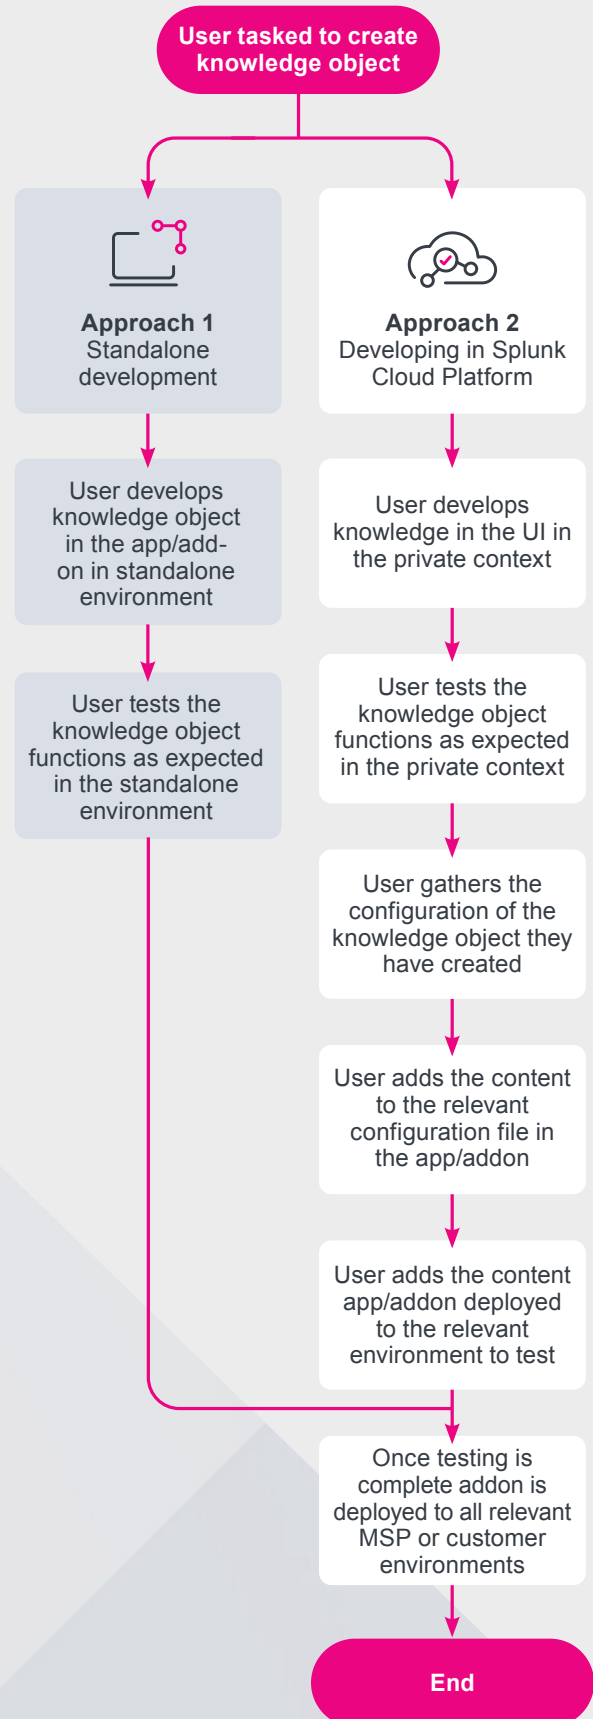 User tasked to create
knowledge object
Approach 1
Standalone
development
User develops
knowledge object
in the app/add-
on in standalone
environment
User tests the
knowledge object
functions as expected
in the standalone
environment
Approach 2
Developing in Splunk
Cloud Platform
User develops
knowledge in the UI in
the private context
User tests the
knowledge object
functions as expected
in the private context
User gathers the
configuration of the
knowledge object they
have created
User adds the content
to the relevant
configuration file in
the app/addon
User adds the content
app/addon deployed
to the relevant
environment to test
Once testing is
complete addon is
deployed to all relevant
MSP or customer
environments
End